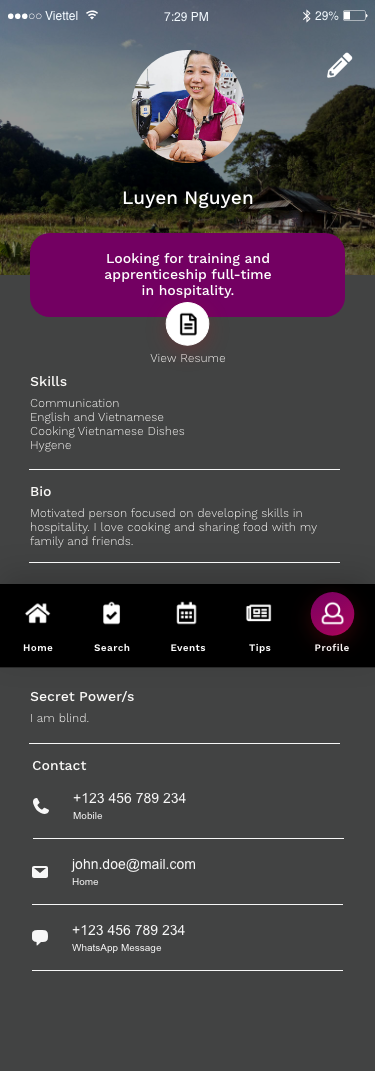 Viettel 7:29 PM 29%
Luyen Nguyen
Looking for training and
apprenticeship full-time
in hospitality.
View Resume
Skills
Communication
English and Vietnamese
Cooking Vietnamese Dishes
Hygene
Bio
Motivated person focused on developing skills in
hospitality. I love cooking and sharing food with my
family and friends.
Home Search Events Tips Profile
Secret Power/s
I am blind.
Contact
+123 456 789 234
Mobile
john.doe@mail.com
Home
+123 456 789 234
WhatsApp Message